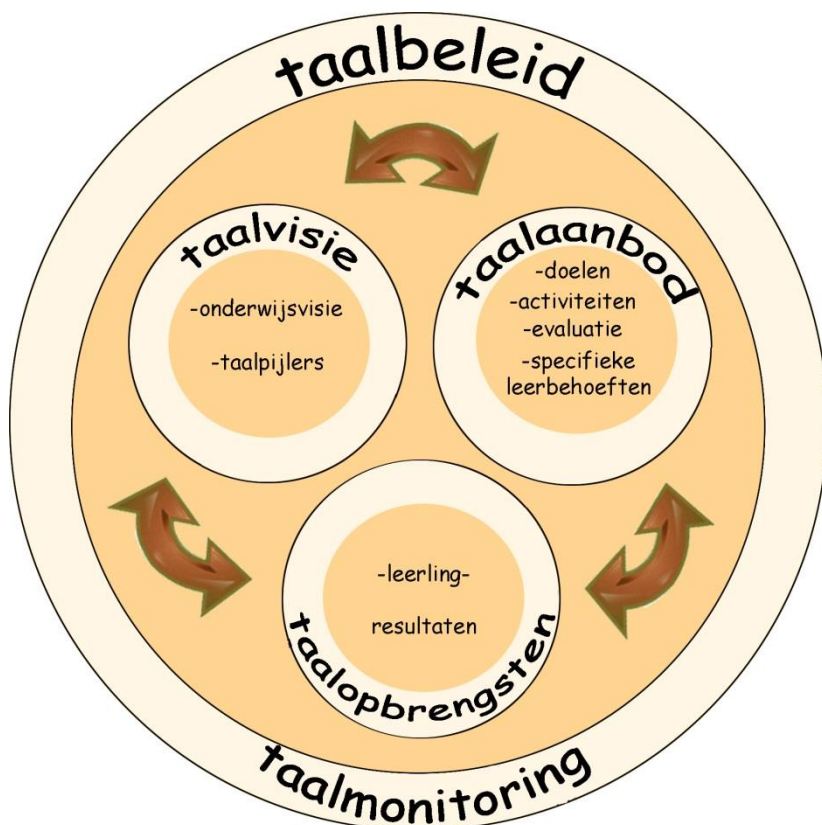 taalbeleid
taalvisie
-onderwijsvisie
-taalpijlers
taalaanbod
-doelen
-activiteiten
-evaluatie
-specifieke
leerbehoeften
-leerling-
resultaten
taalopbrengsten
taalmonitoring